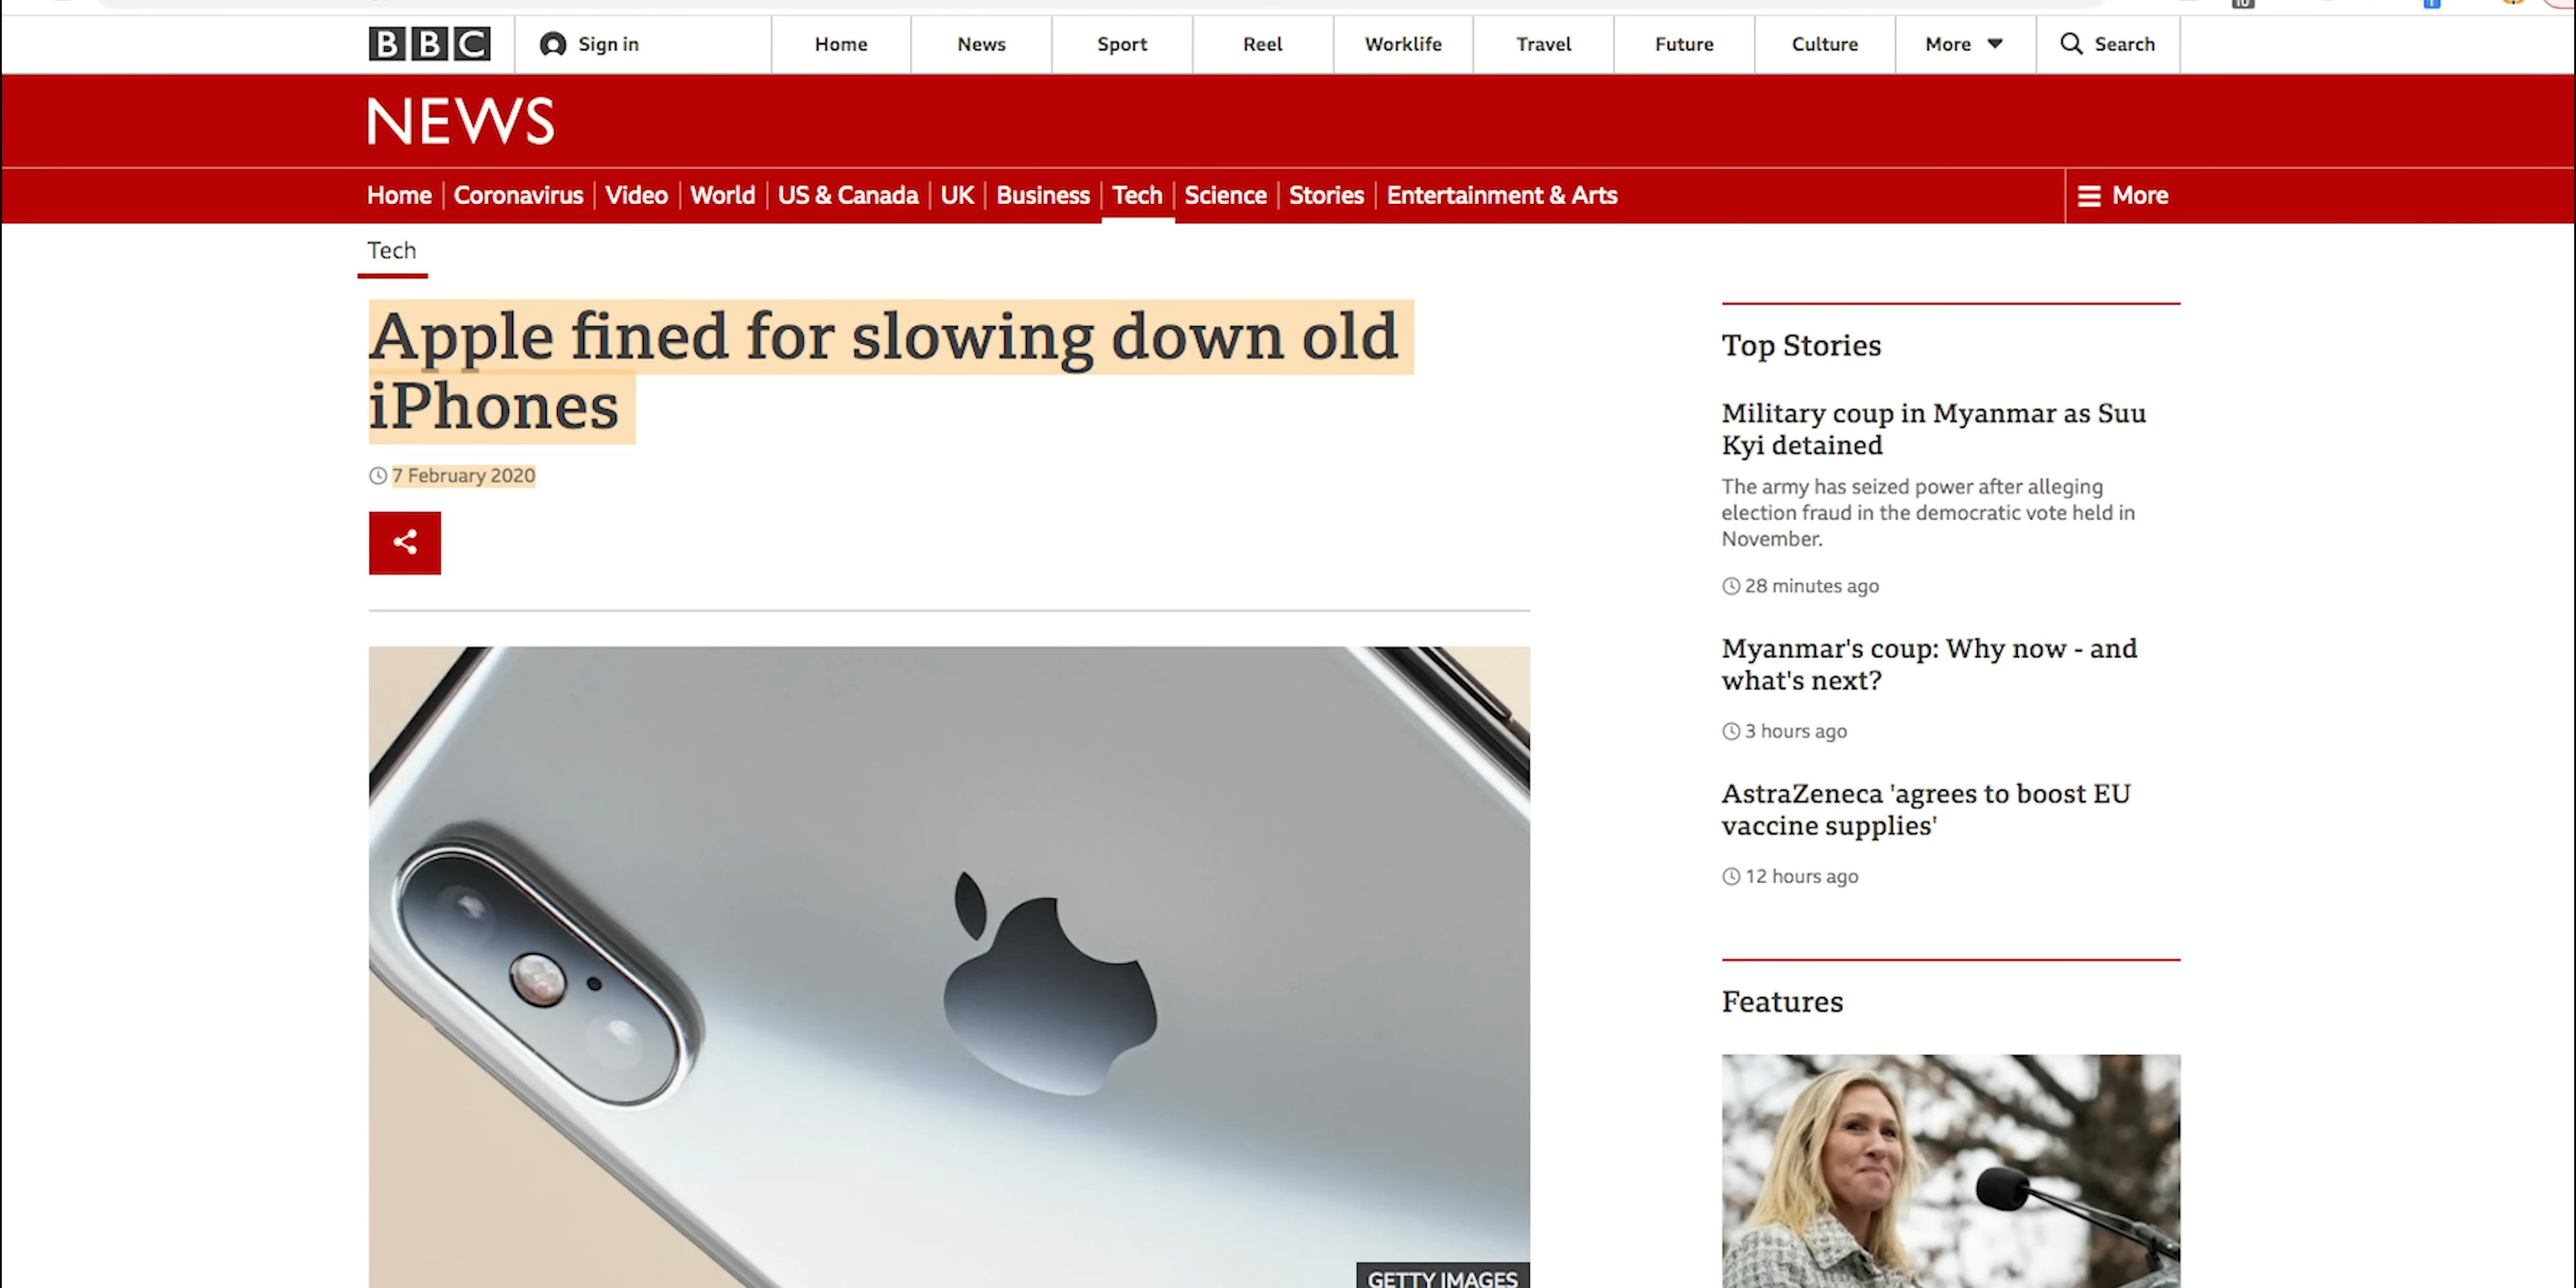 BBC
Sign in
Home
News
Sport
Reel
Worklife
Travel
Future
Culture
More
Search
NEWS
Home
Coronavirus
Video
World
US & Canada
UK
Business
Tech
Science
Stories
Entertainment & Arts
More
Tech
Apple fined for slowing down old
iPhones
7 February 2020
GETTY IMAGES
Top Stories
Military coup in Myanmar as Suu
Kyi detained
The army has seized power after alleging
election fraud in the democratic vote held in
November.
28 minutes ago
Myanmar's coup: Why now - and
what's next?
3 hours ago
AstraZeneca 'agrees to boost EU
vaccine supplies'
12 hours ago
Features